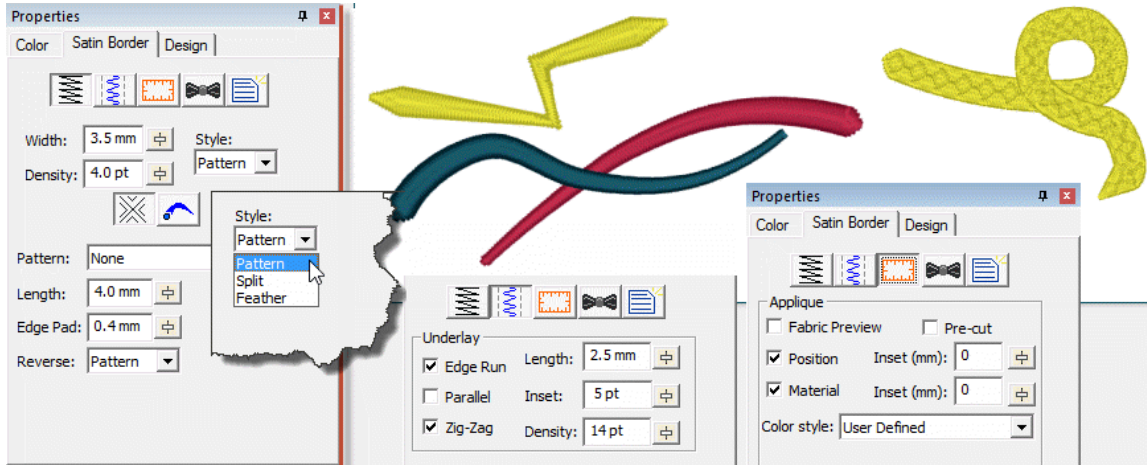 Properties
Color Satin Border Design
Width: 3.5 mm Style:
Density: 4.0 pt Pattern
Pattern: None
Length: 4.0 mm
Edge Pad: 0.4 mm
Reverse: Pattern
Style:
Pattern
Pattern
Split
Feather
Underlay
Edge Run Length: 2.5 mm
Parallel Inset: 5 pt
Zig-Zag Density: 14 pt
Properties
Color Satin Border Design
Applique
Fabric Preview Pre-cut
Position Inset (mm): 0
Material Inset (mm): 0
Color style: User Defined